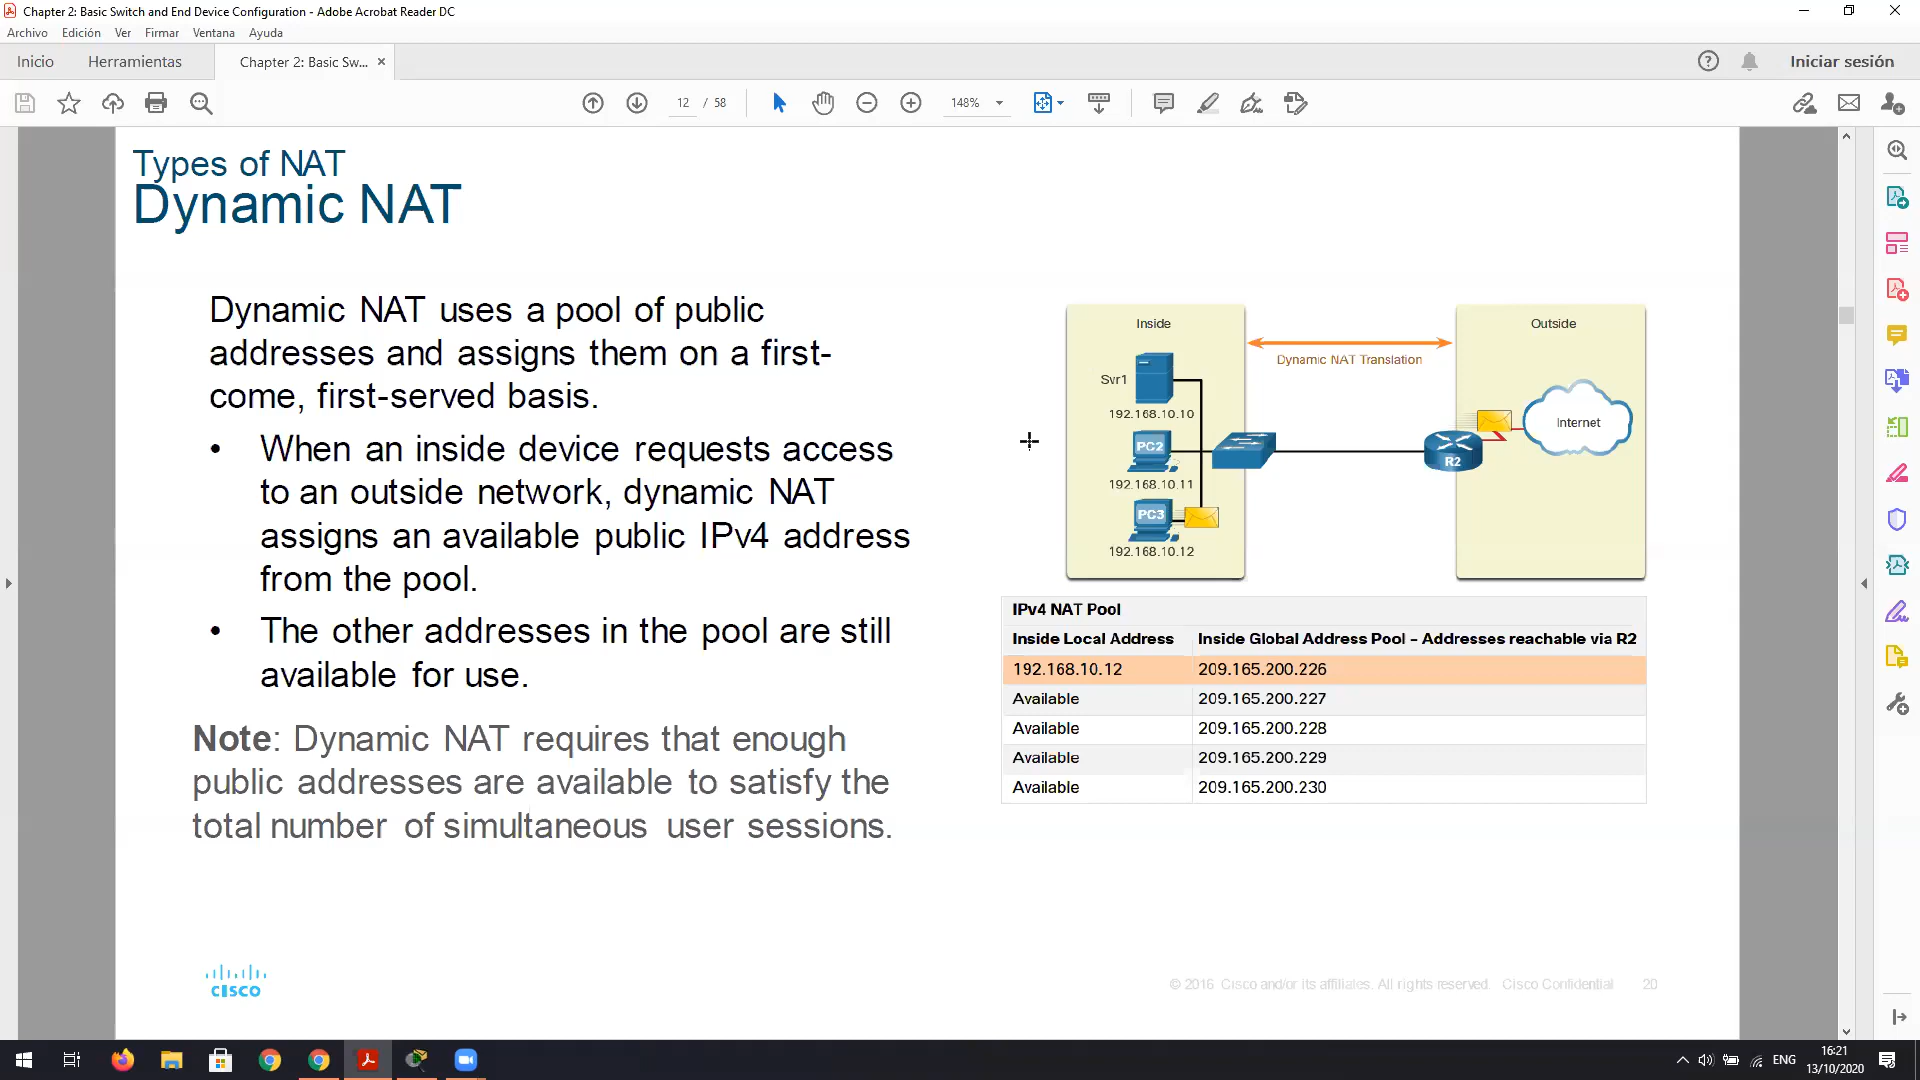 Chapter 2: Basic Switch and End Device Configuration - Adobe Acrobat Reader DC
Archivo Edición Ver Firmar Ventana Ayuda
Inicio Herramientas Chapter 2: Basic Sw... × Iniciar sesión
12 / 58 148%
Types of NAT
Dynamic NAT
Dynamic NAT uses a pool of public
addresses and assigns them on a first-
come, first-served basis.
• When an inside device requests access
to an outside network, dynamic NAT
assigns an available public IPv4 address
from the pool.
• The other addresses in the pool are still
available for use.
Note: Dynamic NAT requires that enough
public addresses are available to satisfy the
total number of simultaneous user sessions.
Inside
Outside
Dynamic NAT Translation
Svr1
192.168.10.10
PC2
192.168.10.11
PC3
192.168.10.12
R2
Internet
IPv4 NAT Pool
Inside Local Address Inside Global Address Pool – Addresses reachable via R2
192.168.10.12 209.165.200.226
Available 209.165.200.227
Available 209.165.200.228
Available 209.165.200.229
Available 209.165.200.230
CISCO
© 2016 Cisco and/or its affiliates. All rights reserved. Cisco Confidential 20
ENG
16:21
13/10/2020